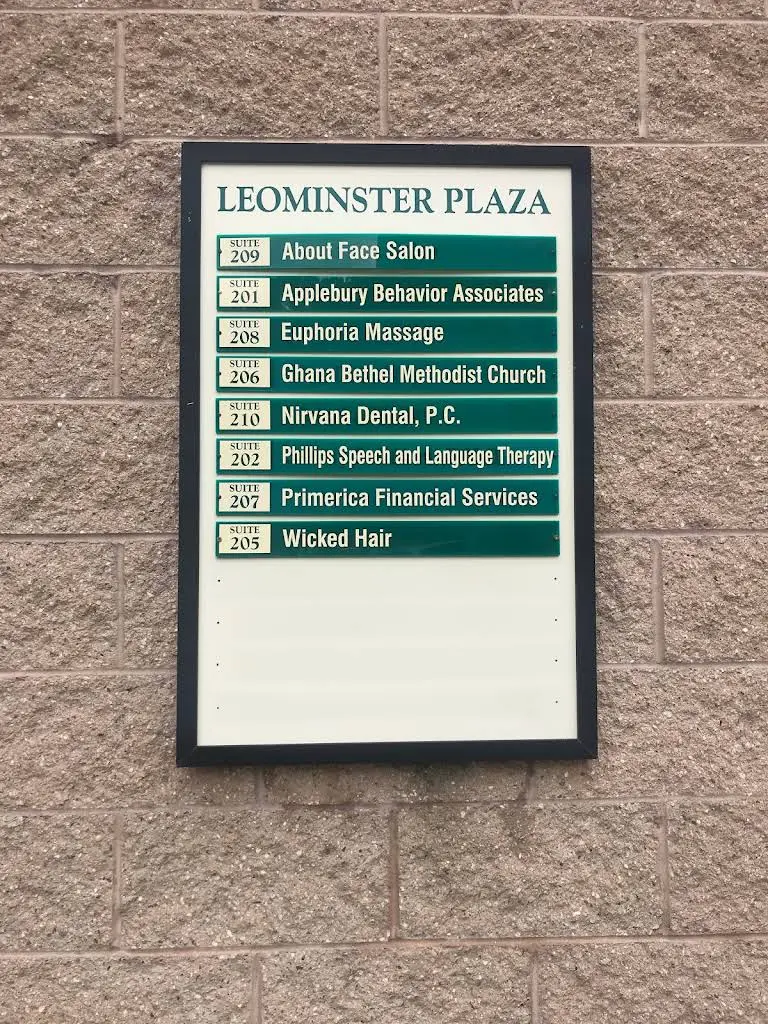 LEOMINSTER PLAZA
SUITE 209 About Face Salon
SUITE 201 Applebury Behavior Associates
SUITE 208 Euphoria Massage
SUITE 206 Ghana Bethel Methodist Church
SUITE 210 Nirvana Dental, P.C.
SUITE 202 Phillips Speech and Language Therapy
SUITE 207 Primerica Financial Services
SUITE 205 Wicked Hair